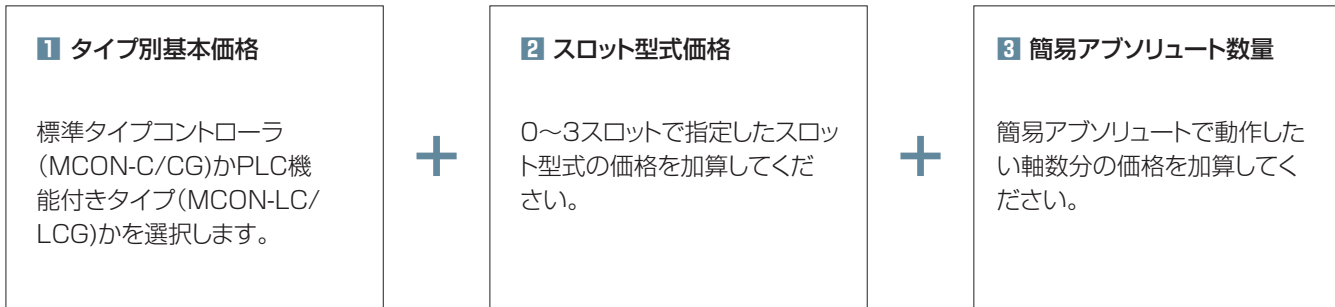 1 タイプ別基本価格
標準タイプコントローラ
(MCON-C/CG)かPLC機
能付きタイプ(MCON-LC/
LCG)かを選択します。
+
2 スロット型式価格
0～3スロットで指定したスロッ
ト型式の価格を加算してくだ
さい。
+
3 簡易アブソリュート数量
簡易アブソリュートで動作した
い軸数分の価格を加算してく
ださい。